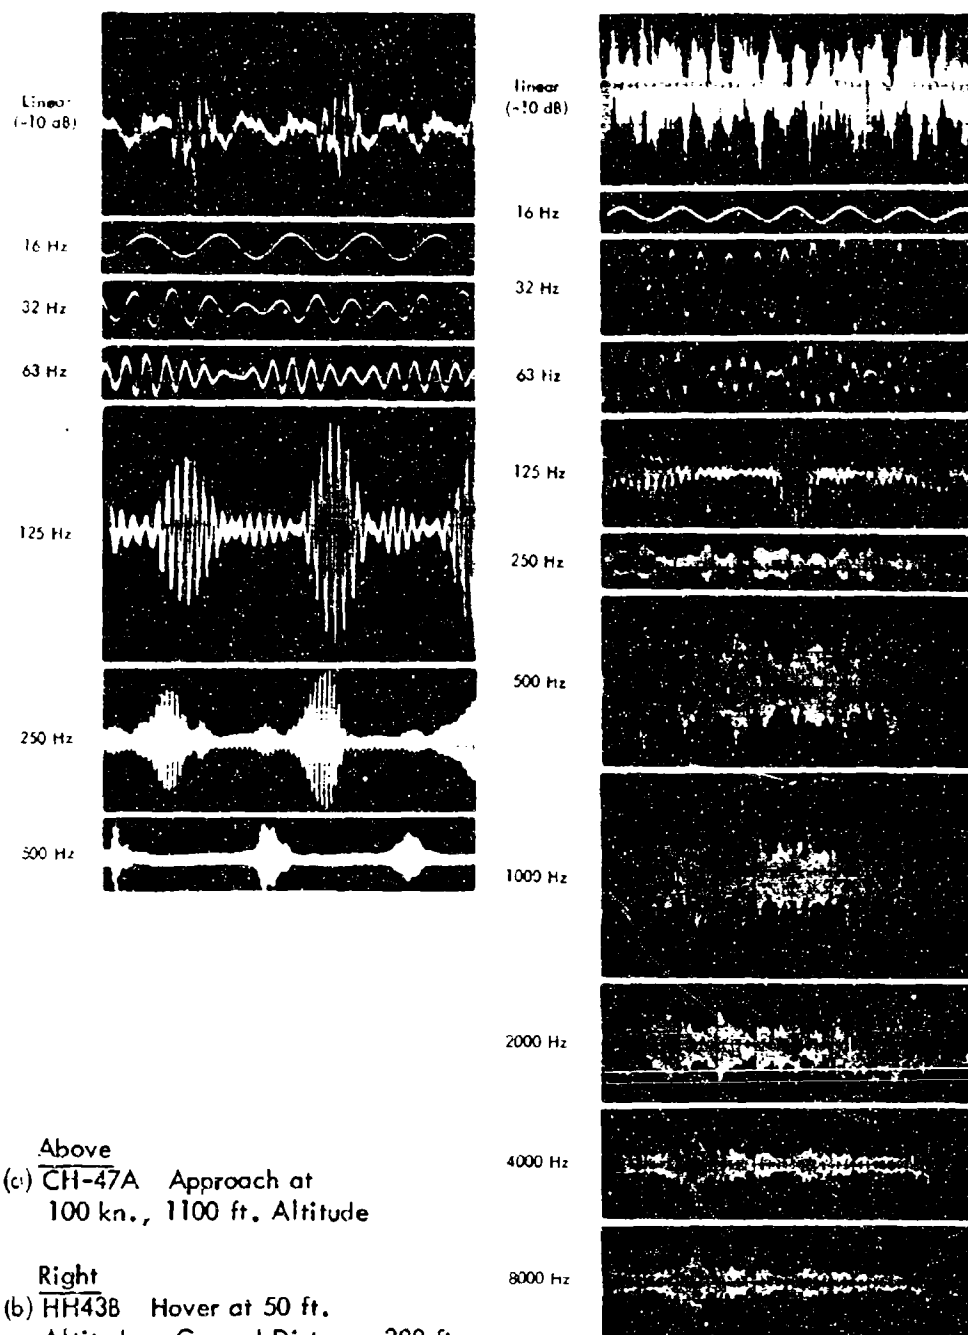 Linear
(-10 dB)
16 Hz
32 Hz
63 Hz
125 Hz
250 Hz
500 Hz
linear
(-10 dB)
16 Hz
32 Hz
63 Hz
125 Hz
250 Hz
500 Hz
1000 Hz
2000 Hz
4000 Hz
8000 Hz
Above
(a) CH-47A Approach at
100 kn., 1100 ft. Altitude
Right
(b) HH43B Hover at 50 ft.